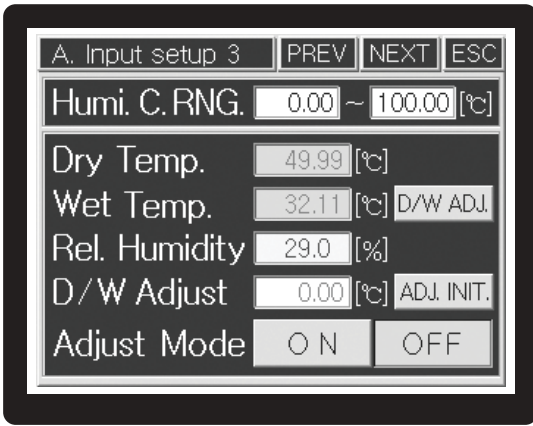 A. Input setup 3 PREV NEXT ESC
Humi. C. RNG. 0.00 ~ 100.00 [℃]
Dry Temp. 49.99 [℃]
Wet Temp. 32.11 [℃] D/W ADJ.
Rel. Humidity 29.0 [%]
D/W Adjust 0.00 [℃] ADJ. INIT.
Adjust Mode O N OFF